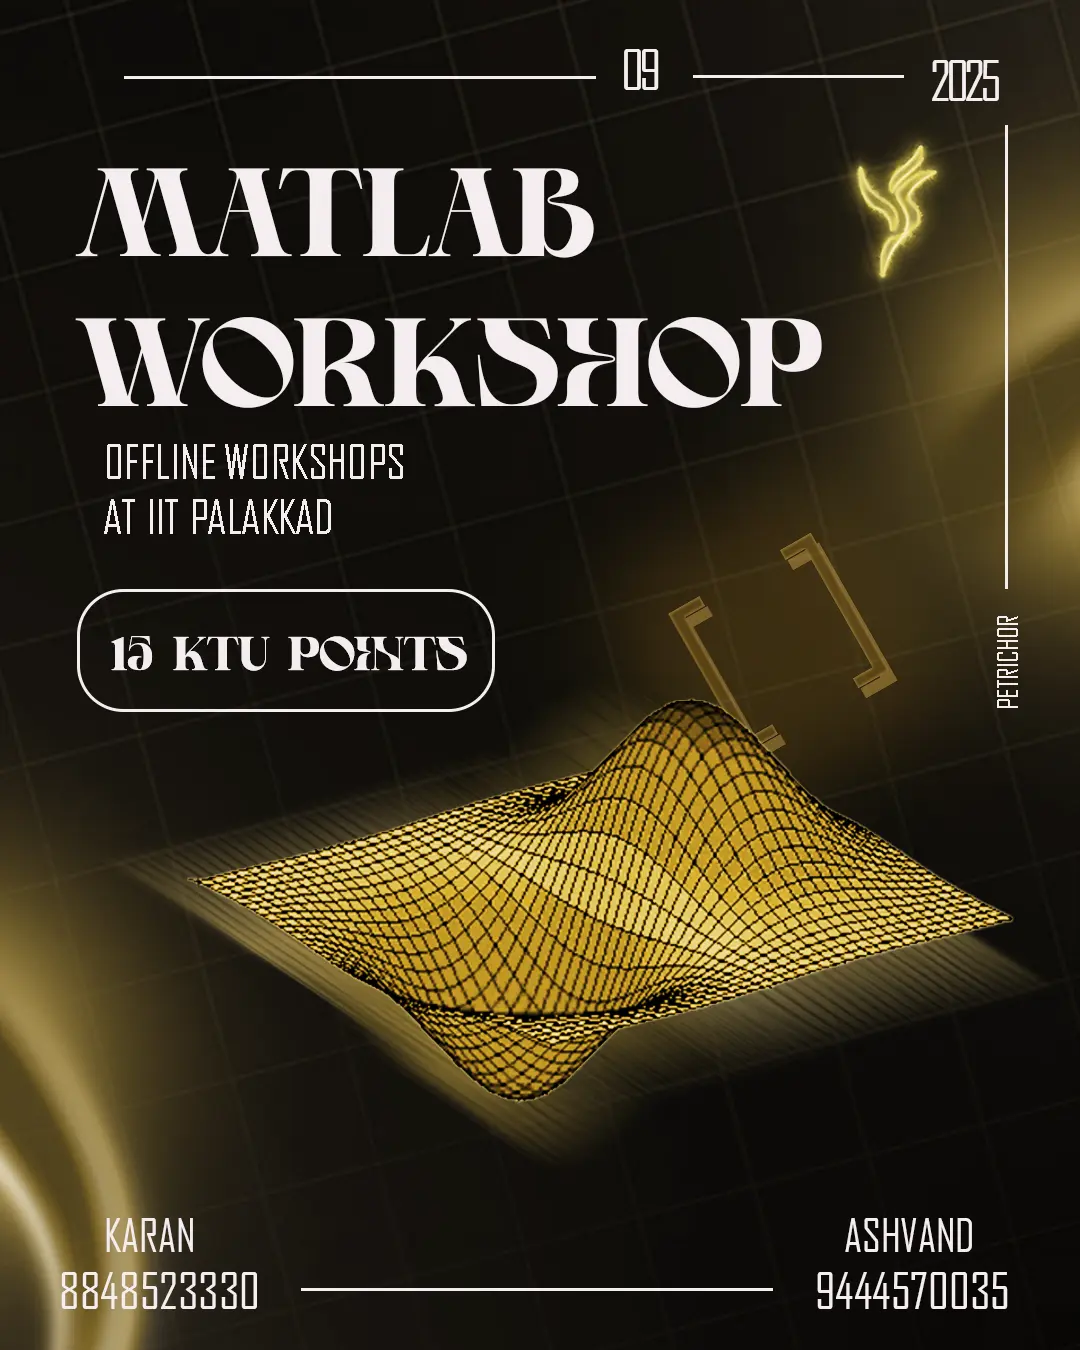 09
2025
MATLAB
WORKSHOP
OFFLINE WORKSHOPS
AT IIT PALAKKAD
15 KTU POINTS
PETRICHOR
KARAN
8848523330
ASHVAND
9444570035